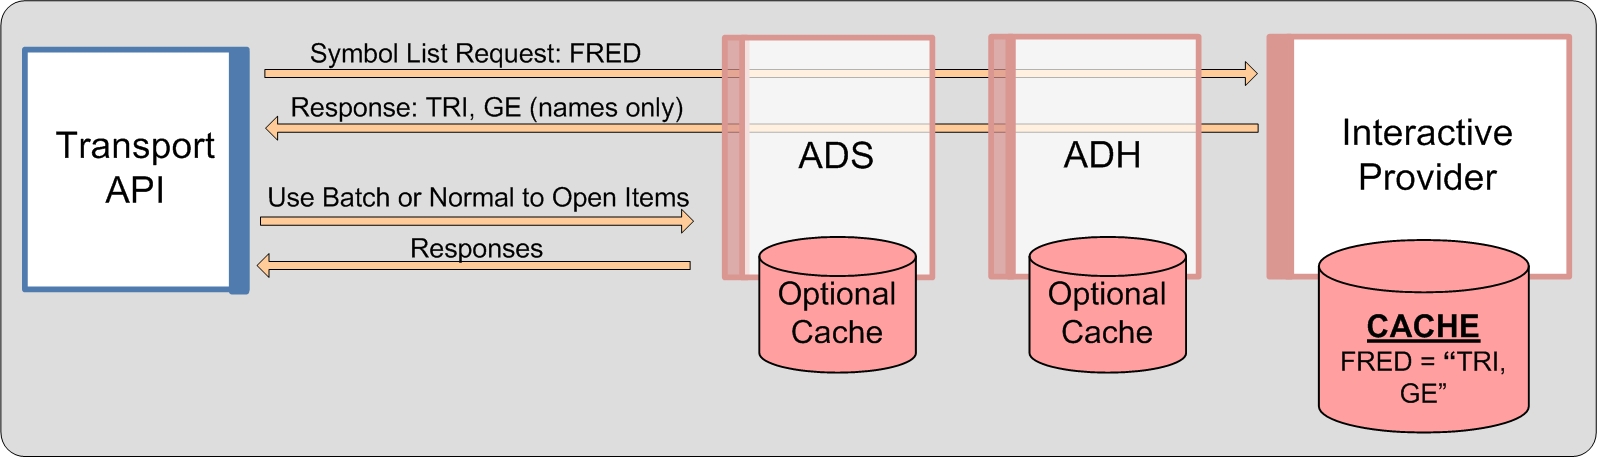 Symbol List Request: FRED
Response: TRI, GE (names only)
Transport
API
Use Batch or Normal to Open Items
Responses
ADS
Optional
Cache
ADH
Optional
Cache
Interactive
Provider
CACHE
FRED = “TRI,
GE”